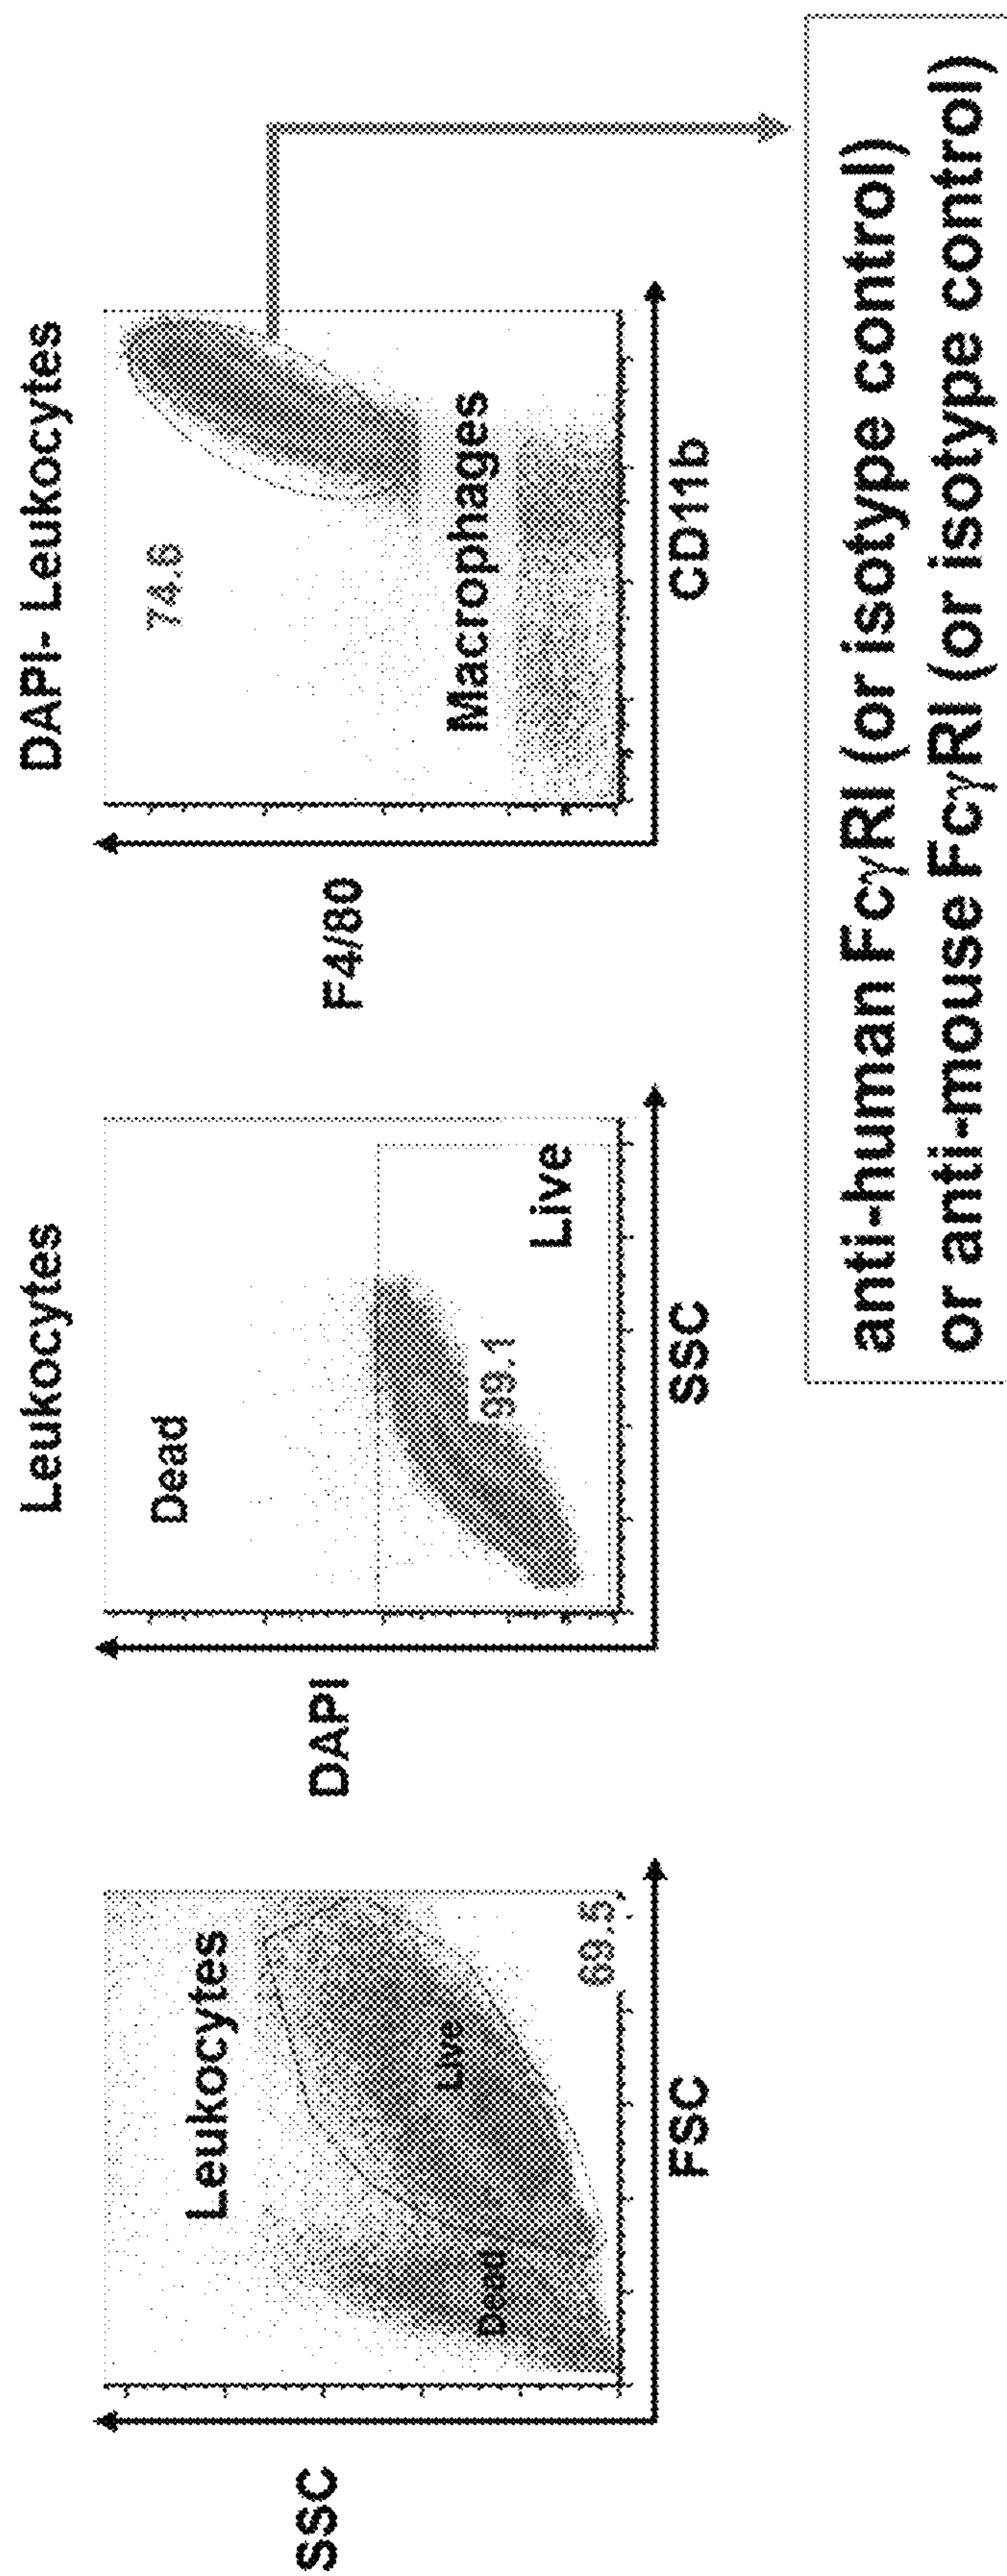 SSC
Leukocytes
Live
Dead
69.5
FSC
Leukocytes
DAPI
Dead
99.1
Live
SSC
DAPI- Leukocytes
F4/80
74.6
Macrophages
CD11b
anti-human FcγRI (or isotype control)
or anti-mouse FcγRI (or isotype control)